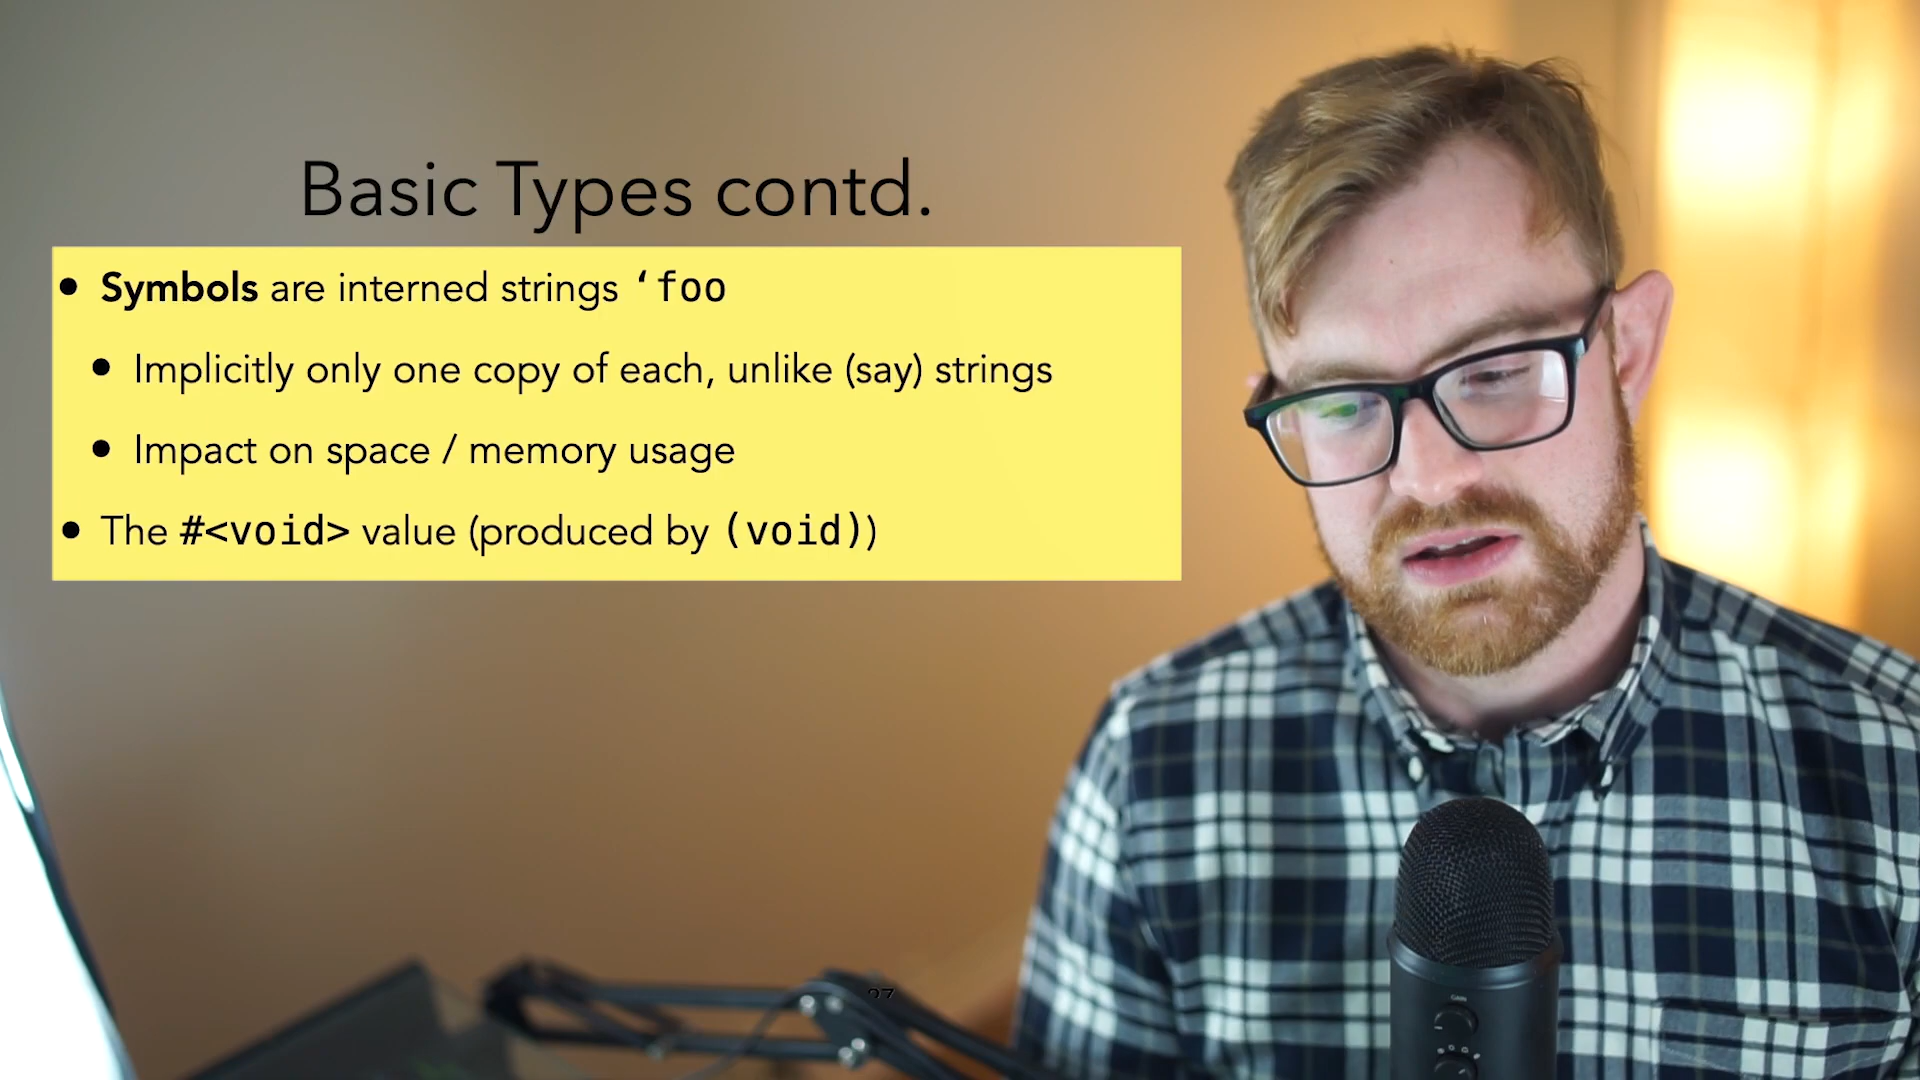 Basic Types contd.
• Symbols are interned strings ‘foo
• Implicitly only one copy of each, unlike (say) strings
• Impact on space / memory usage
• The #<void> value (produced by (void))
GAIN